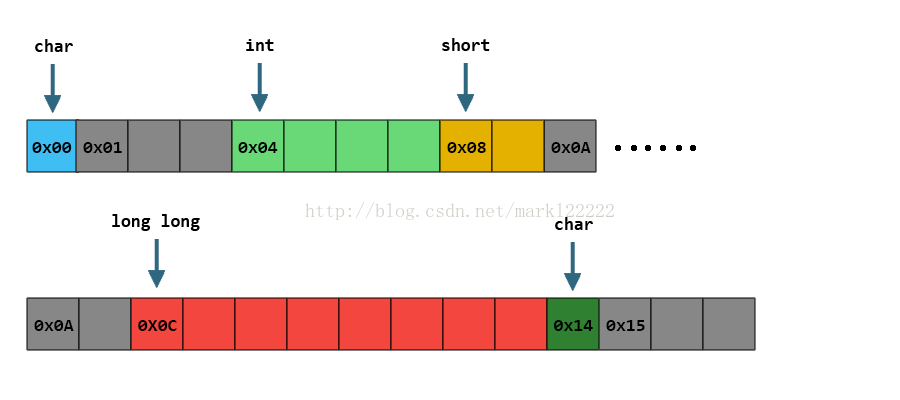 char int short
0x00 0x01 0x04 0x08 0x0A ......
http://blog.csdn.net/mark122222
long long char
0x0A 0X0C 0x14 0x15